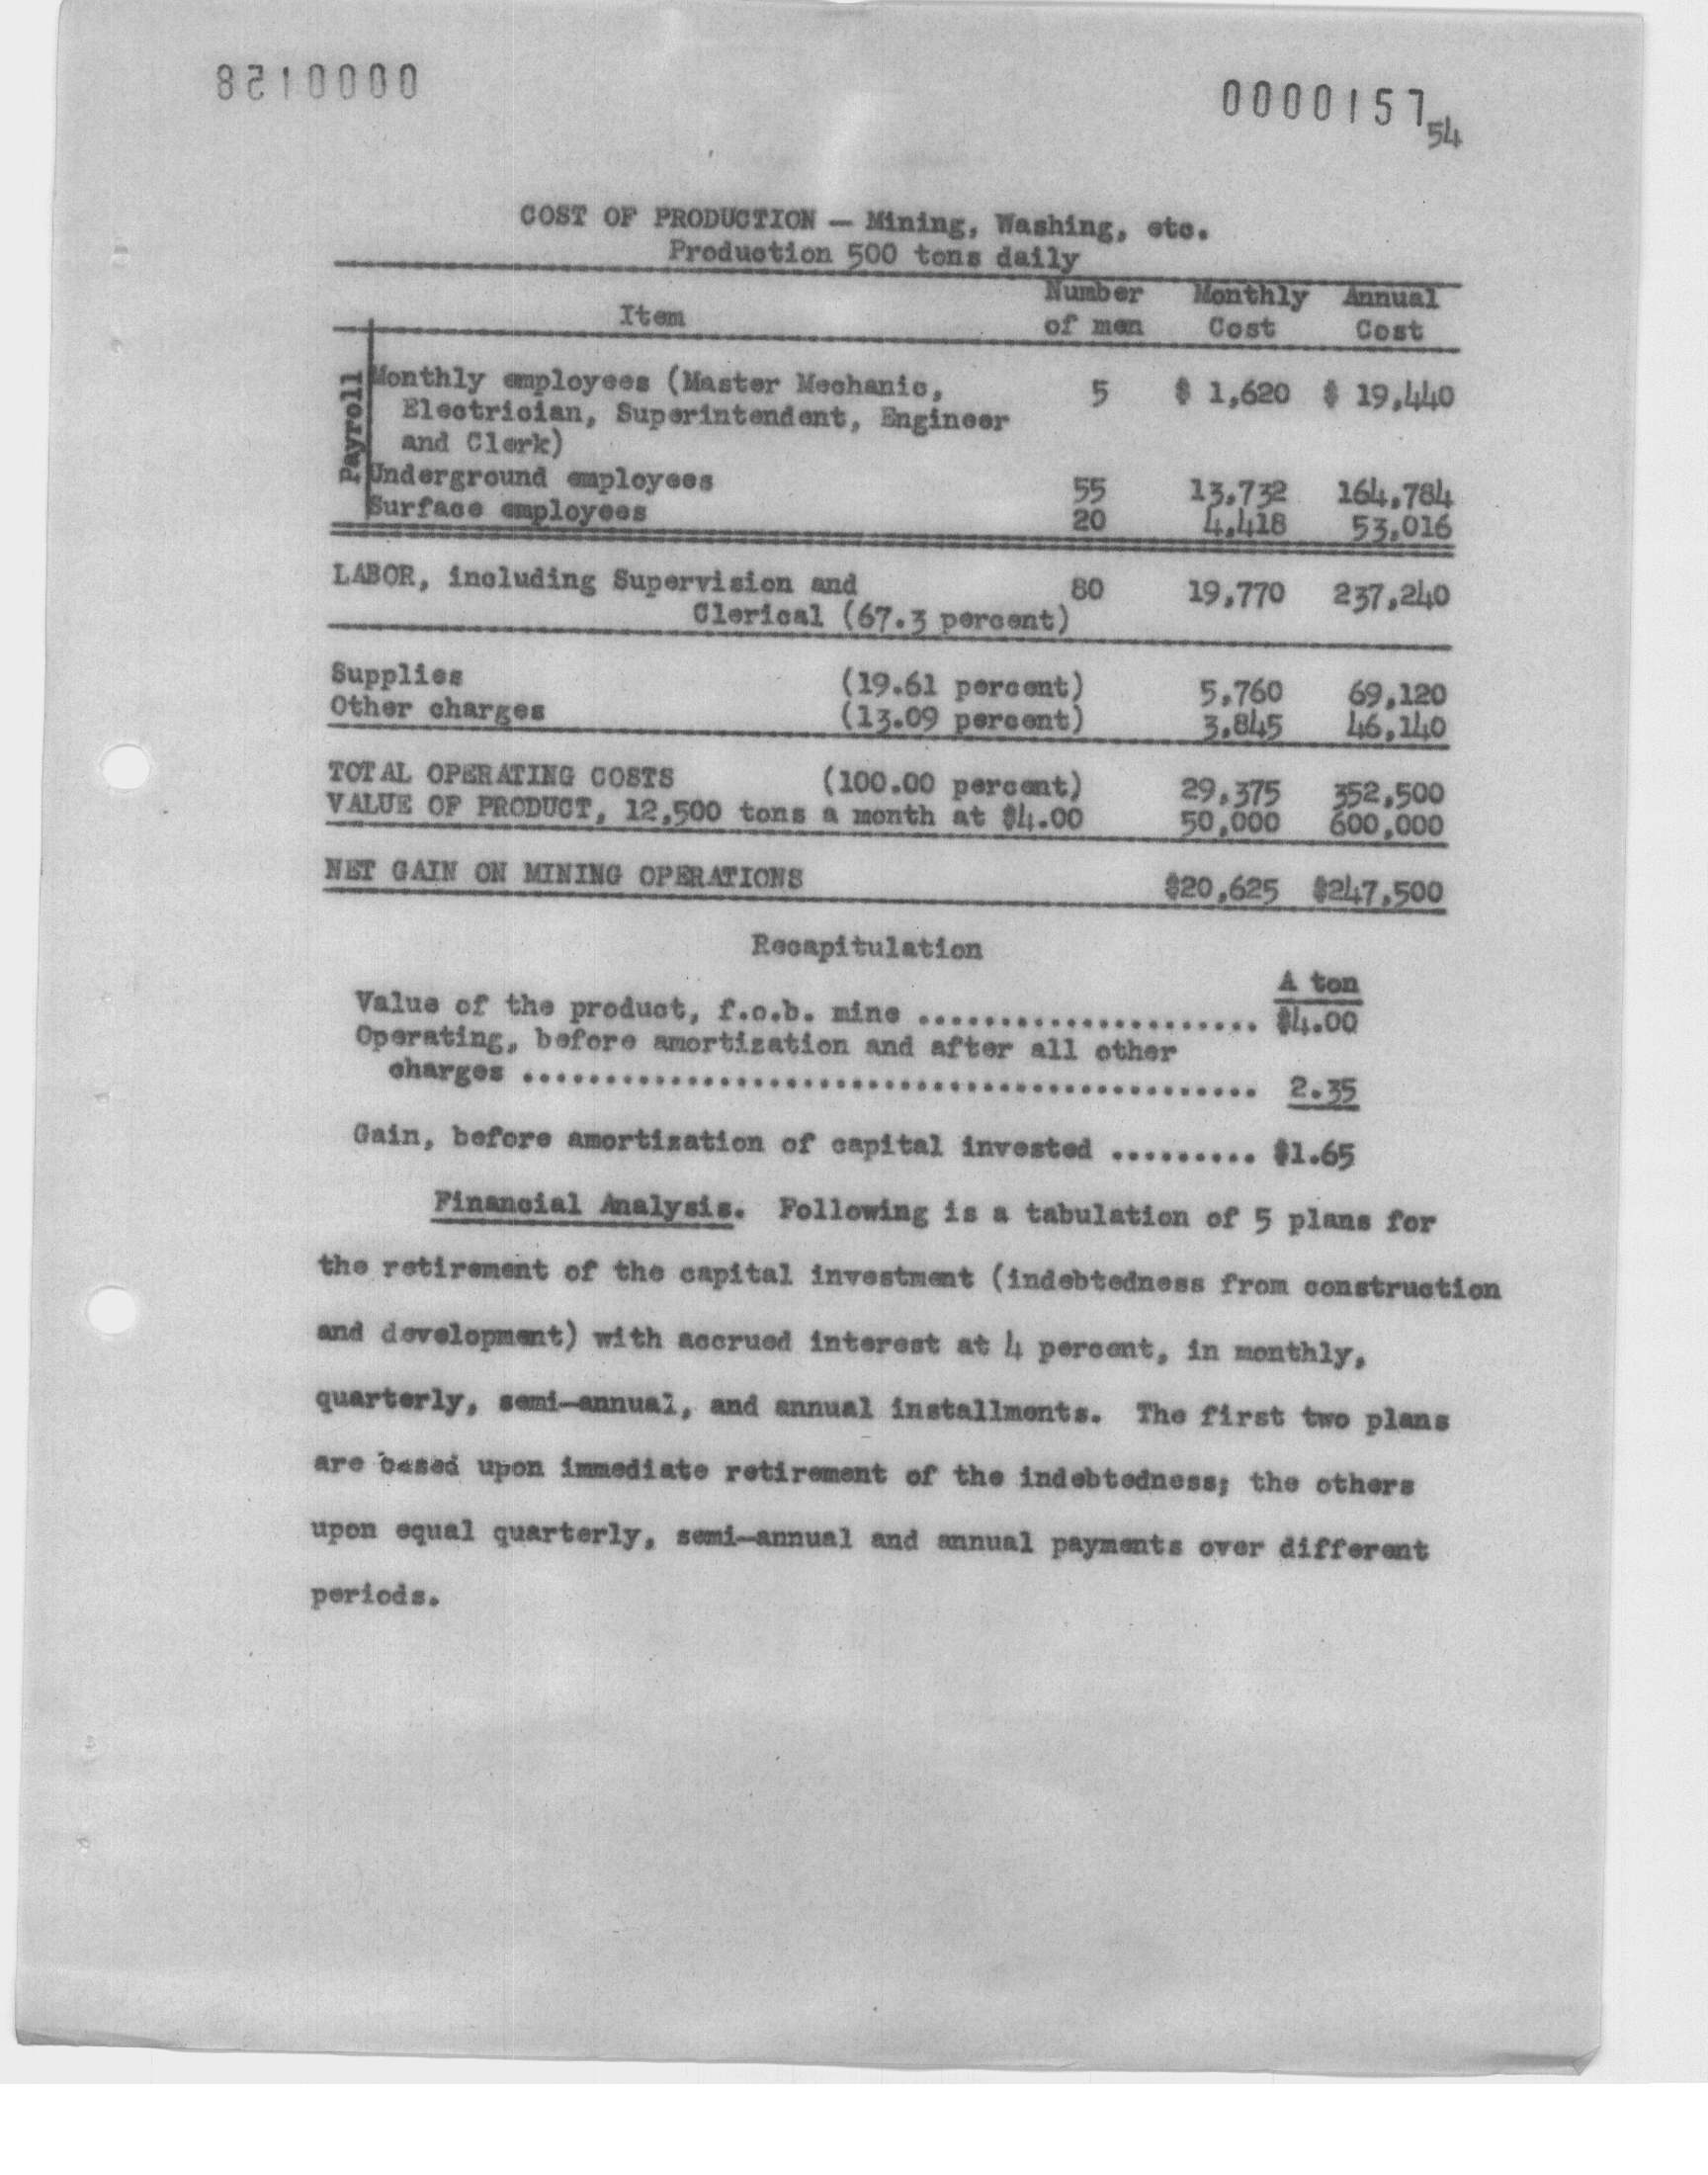 0000128
0000157
54
COST OF PRODUCTION — Mining, Washing, etc.
Production 500 tons daily
Item Number of men Monthly Cost Annual Cost
Payroll
Monthly employees (Master Mechanic, 5 $ 1,620 $ 19,440
Electrician, Superintendent, Engineer
and Clerk)
Underground employees 55 13,732 164,784
Surface employees 20 4,418 53,016
LABOR, including Supervision and 80 19,770 237,240
Clerical (67.3 percent)
Supplies (19.61 percent) 5,760 69,120
Other charges (13.09 percent) 3,845 46,140
TOTAL OPERATING COSTS (100.00 percent) 29,375 352,500
VALUE OF PRODUCT, 12,500 tons a month at $4.00 50,000 600,000
NET GAIN ON MINING OPERATIONS $20,625 $247,500
Recapitulation
A ton
Value of the product, f.o.b. mine ..................... $4.00
Operating, before amortization and after all other
charges ............................................. 2.35
Gain, before amortization of capital invested ......... $1.65
Financial Analysis. Following is a tabulation of 5 plans for
the retirement of the capital investment (indebtedness from construction
and development) with accrued interest at 4 percent, in monthly,
quarterly, semi-annual, and annual installments. The first two plans
are based upon immediate retirement of the indebtedness; the others
upon equal quarterly, semi-annual and annual payments over different
periods.